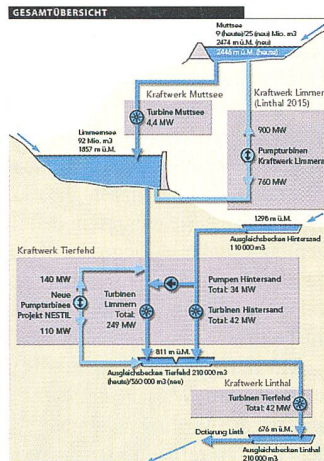 GESAMTÜBERSICHT
Muttsee
9 (heute)/25 (neu) Mio. m3
2474 m ü.M. (neu)
2446 m ü.M. (heute)
Kraftwerk Muttsee
Turbine Muttsee
4,4 MW
Kraftwerk Limmern
(Linthal 2015)
900 MW
Pumpturbinen
Kraftwerk Limmern
760 MW
Limmernsee
92 Mio. m3
1857 m ü.M.
1298 m ü.M.
Ausgleichsbecken Hintersand
110 000 m3
Kraftwerk Tierfehd
140 MW
Neue
Pumpturbinen
Projekt NESTIL
110 MW
Turbinen
Limmern
Total:
249 MW
Pumpen Hintersand
Total: 34 MW
Turbinen Hintersand
Total: 42 MW
811 m ü.M.
Ausgleichsbecken Tierfehd 210 000 m3
(heute)/560 000 m3 (neu)
Kraftwerk Linthal
Turbinen Tierfehd
Total: 42 MW
Dotierung Linth
676 m ü.M.
Ausgleichsbecken Linthal
210 000 m3